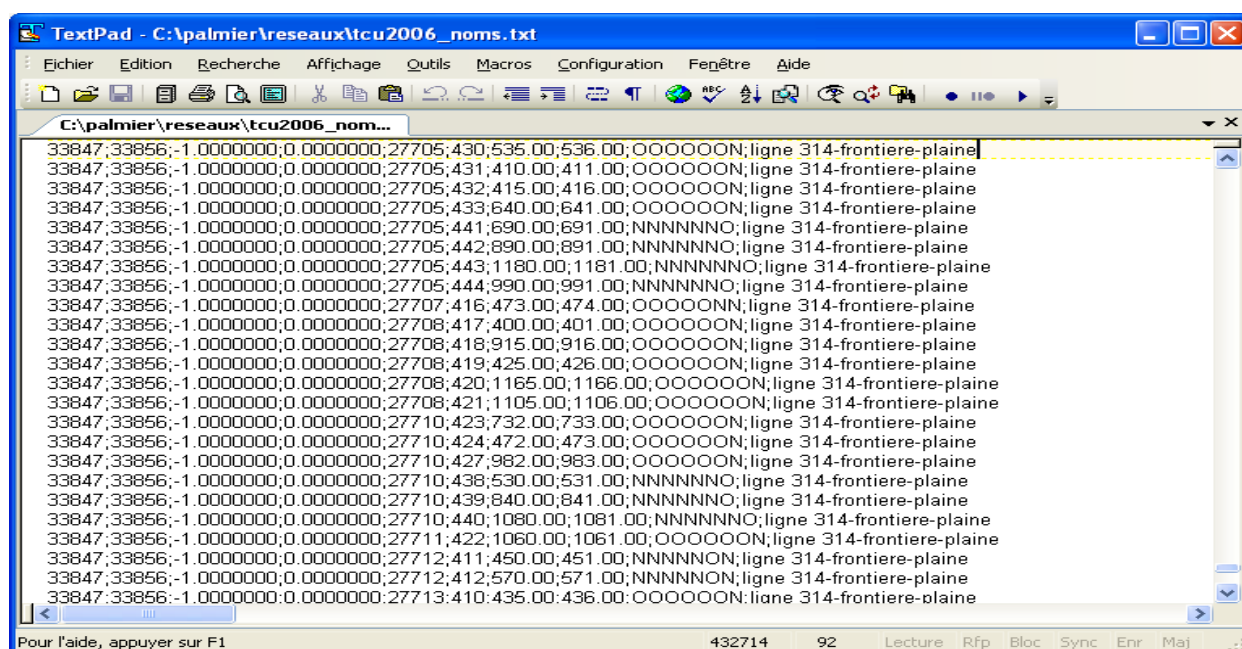 TextPad - C:\palmier\reseaux\tcu2006_noms.txt
Fichier Edition Recherche Affichage Outils Macros Configuration Fenêtre Aide
C:\palmier\reseaux\tcu2006_nom...
33847;33856;-1.0000000;0.0000000;27705;430;535.00;536.00;OOOOOON;ligne 314-frontiere-plaine
33847;33856;-1.0000000;0.0000000;27705;431;410.00;411.00;OOOOOON;ligne 314-frontiere-plaine
33847;33856;-1.0000000;0.0000000;27705;432;415.00;416.00;OOOOOON;ligne 314-frontiere-plaine
33847;33856;-1.0000000;0.0000000;27705;433;640.00;641.00;OOOOOON;ligne 314-frontiere-plaine
33847;33856;-1.0000000;0.0000000;27705;441;690.00;691.00;NNNNNNO;ligne 314-frontiere-plaine
33847;33856;-1.0000000;0.0000000;27705;442;890.00;891.00;NNNNNNO;ligne 314-frontiere-plaine
33847;33856;-1.0000000;0.0000000;27705;443;1180.00;1181.00;NNNNNNO;ligne 314-frontiere-plaine
33847;33856;-1.0000000;0.0000000;27705;444;990.00;991.00;NNNNNNO;ligne 314-frontiere-plaine
33847;33856;-1.0000000;0.0000000;27707;416;473.00;474.00;OOOOONN;ligne 314-frontiere-plaine
33847;33856;-1.0000000;0.0000000;27708;417;400.00;401.00;OOOOOON;ligne 314-frontiere-plaine
33847;33856;-1.0000000;0.0000000;27708;418;915.00;916.00;OOOOOON;ligne 314-frontiere-plaine
33847;33856;-1.0000000;0.0000000;27708;419;425.00;426.00;OOOOOON;ligne 314-frontiere-plaine
33847;33856;-1.0000000;0.0000000;27708;420;1165.00;1166.00;OOOOOON;ligne 314-frontiere-plaine
33847;33856;-1.0000000;0.0000000;27708;421;1105.00;1106.00;OOOOOON;ligne 314-frontiere-plaine
33847;33856;-1.0000000;0.0000000;27710;423;732.00;733.00;OOOOOON;ligne 314-frontiere-plaine
33847;33856;-1.0000000;0.0000000;27710;424;472.00;473.00;OOOOOON;ligne 314-frontiere-plaine
33847;33856;-1.0000000;0.0000000;27710;427;982.00;983.00;OOOOOON;ligne 314-frontiere-plaine
33847;33856;-1.0000000;0.0000000;27710;438;530.00;531.00;NNNNNNO;ligne 314-frontiere-plaine
33847;33856;-1.0000000;0.0000000;27710;439;840.00;841.00;NNNNNNO;ligne 314-frontiere-plaine
33847;33856;-1.0000000;0.0000000;27710;440;1080.00;1081.00;NNNNNNO;ligne 314-frontiere-plaine
33847;33856;-1.0000000;0.0000000;27711;422;1060.00;1061.00;OOOOOON;ligne 314-frontiere-plaine
33847;33856;-1.0000000;0.0000000;27712;411;450.00;451.00;NNNNNON;ligne 314-frontiere-plaine
33847;33856;-1.0000000;0.0000000;27712;412;570.00;571.00;NNNNNON;ligne 314-frontiere-plaine
33847;33856;-1.0000000;0.0000000;27713;410;435.00;436.00;OOOOOON;ligne 314-frontiere-plaine
Pour l'aide, appuyer sur F1 432714 92 Lecture Rfp Bloc Sync Enr Maj